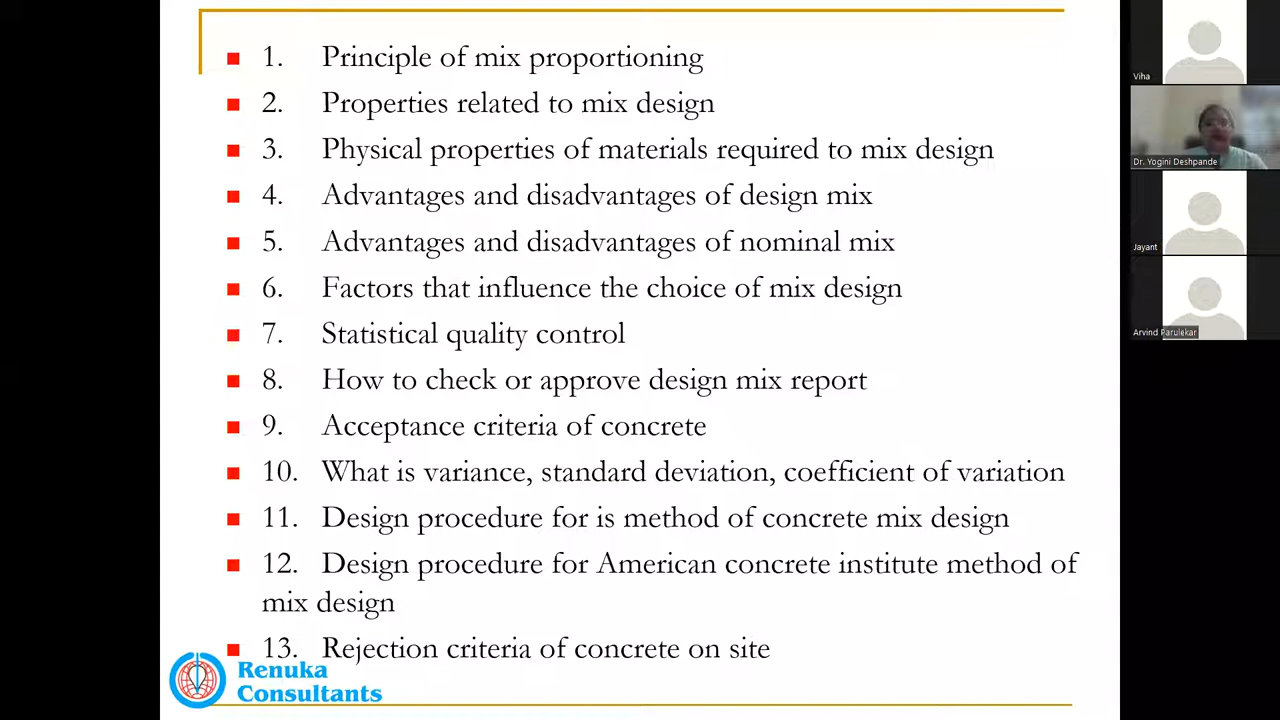 1. Principle of mix proportioning
2. Properties related to mix design
3. Physical properties of materials required to mix design
4. Advantages and disadvantages of design mix
5. Advantages and disadvantages of nominal mix
6. Factors that influence the choice of mix design
7. Statistical quality control
8. How to check or approve design mix report
9. Acceptance criteria of concrete
10. What is variance, standard deviation, coefficient of variation
11. Design procedure for is method of concrete mix design
12. Design procedure for American concrete institute method of
mix design
13. Rejection criteria of concrete on site
Renuka
Consultants
Viha
Dr. Yogini Deshpande
Jayant
Arvind Parulekar